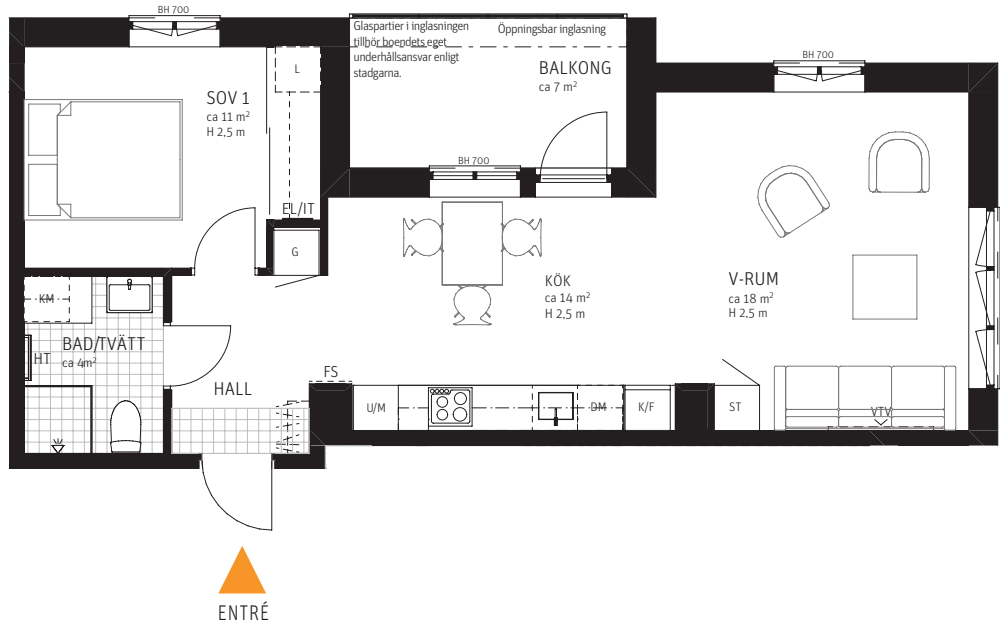 BH 700
Glaspartier i inglasningen
tillhör boendets eget
underhållsansvar enligt
stadgarna.
Öppningsbar inglasning
BALKONG
ca 7 m²
BH 700
L
SOV 1
ca 11 m²
H 2,5 m
BH 700
EL/IT
G
KÖK
ca 14 m²
H 2,5 m
V-RUM
ca 18 m²
H 2,5 m
KM
BAD/TVÄTT
ca 4m²
HT
HALL
FS
U/M
DM
K/F
ST
VTV
ENTRÉ